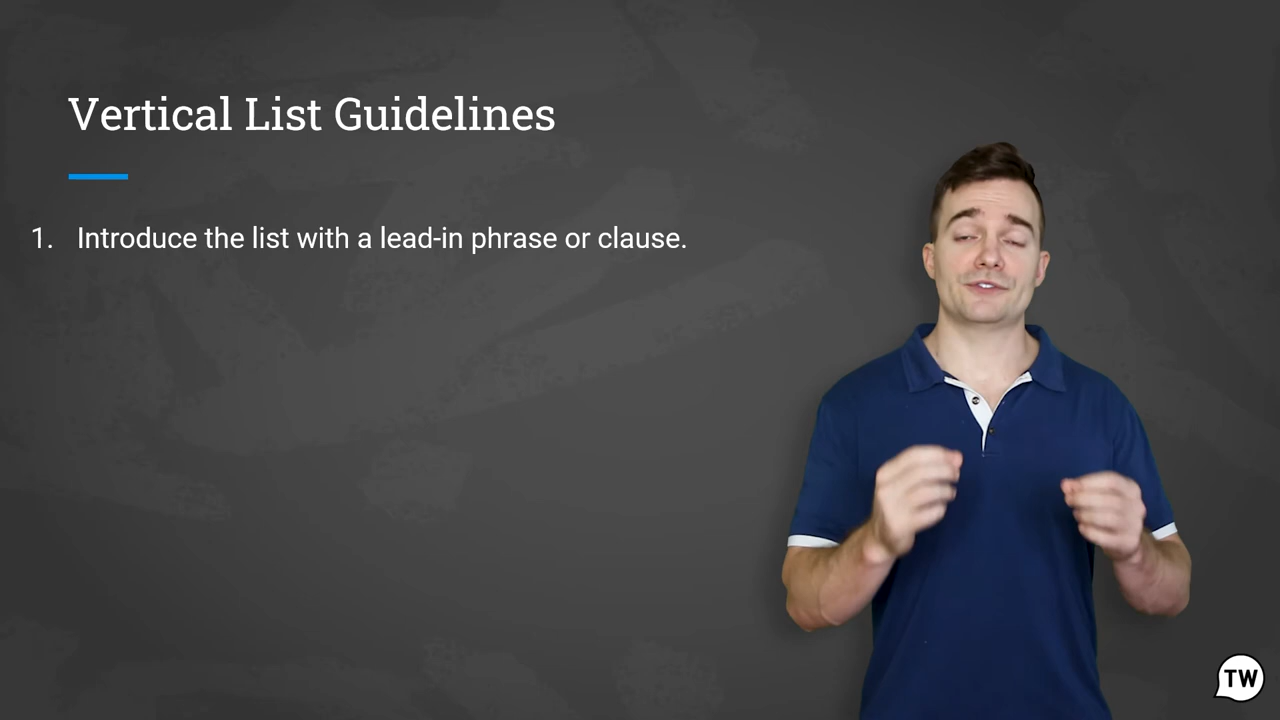 Vertical List Guidelines
1. Introduce the list with a lead-in phrase or clause.
TW